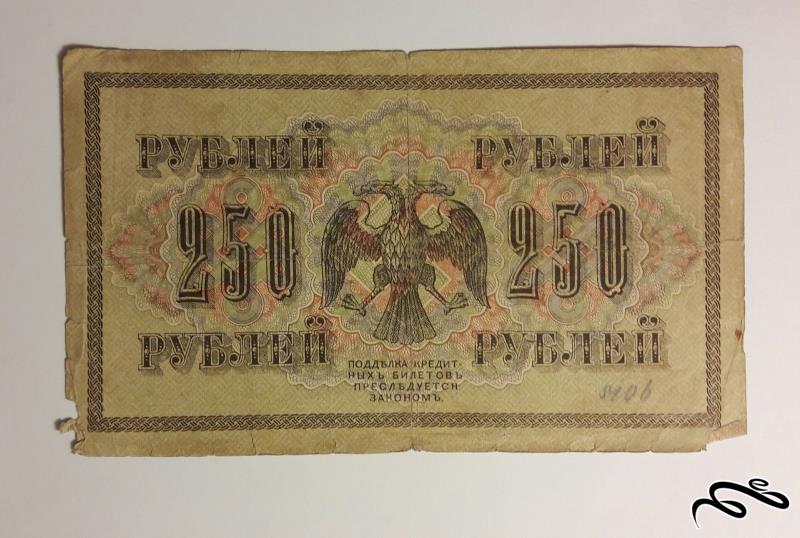 РУБЛЕЙ РУБЛЕЙ
250 250
РУБЛЕЙ РУБЛЕЙ
ПОДДѢЛКА КРЕДИТ-
НЫХЪ БИЛЕТОВЪ
ПРЕСЛѢДУЕТСЯ
ЗАКОНОМЪ.